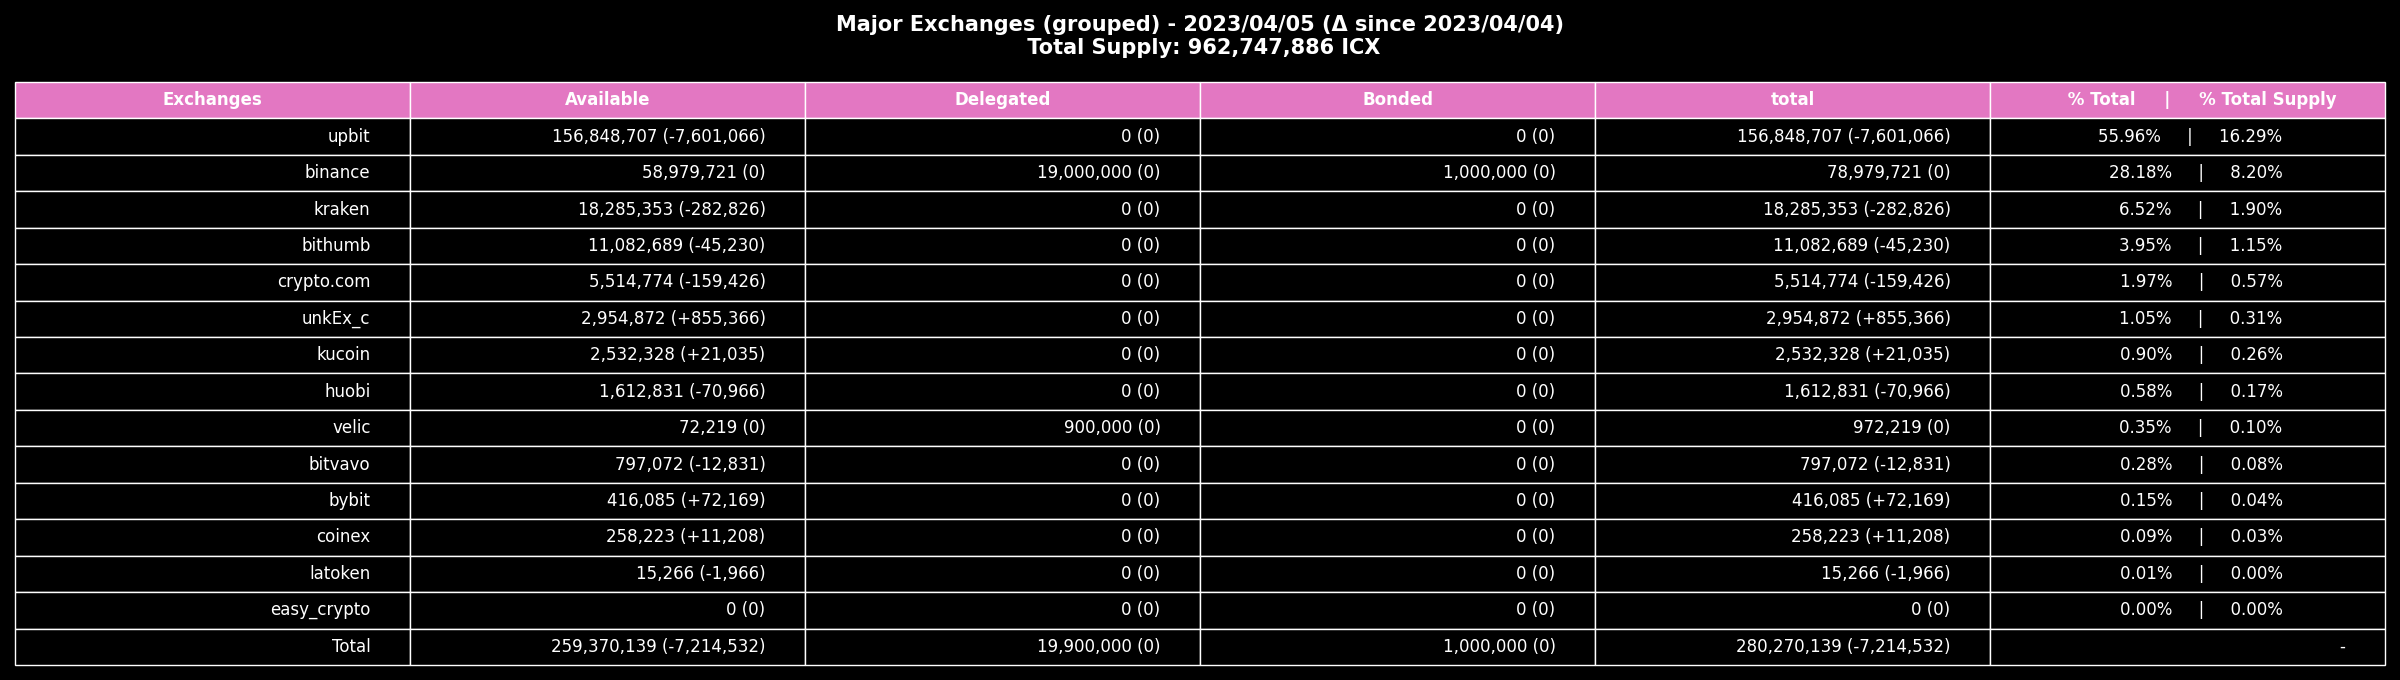 Major Exchanges (grouped) - 2023/04/05 (Δ since 2023/04/04)
Total Supply: 962,747,886 ICX
Exchanges Available Delegated Bonded total % Total | % Total Supply
upbit 156,848,707 (-7,601,066) 0 (0) 0 (0) 156,848,707 (-7,601,066) 55.96% | 16.29%
binance 58,979,721 (0) 19,000,000 (0) 1,000,000 (0) 78,979,721 (0) 28.18% | 8.20%
kraken 18,285,353 (-282,826) 0 (0) 0 (0) 18,285,353 (-282,826) 6.52% | 1.90%
bithumb 11,082,689 (-45,230) 0 (0) 0 (0) 11,082,689 (-45,230) 3.95% | 1.15%
crypto.com 5,514,774 (-159,426) 0 (0) 0 (0) 5,514,774 (-159,426) 1.97% | 0.57%
unkEx_c 2,954,872 (+855,366) 0 (0) 0 (0) 2,954,872 (+855,366) 1.05% | 0.31%
kucoin 2,532,328 (+21,035) 0 (0) 0 (0) 2,532,328 (+21,035) 0.90% | 0.26%
huobi 1,612,831 (-70,966) 0 (0) 0 (0) 1,612,831 (-70,966) 0.58% | 0.17%
velic 72,219 (0) 900,000 (0) 0 (0) 972,219 (0) 0.35% | 0.10%
bitvavo 797,072 (-12,831) 0 (0) 0 (0) 797,072 (-12,831) 0.28% | 0.08%
bybit 416,085 (+72,169) 0 (0) 0 (0) 416,085 (+72,169) 0.15% | 0.04%
coinex 258,223 (+11,208) 0 (0) 0 (0) 258,223 (+11,208) 0.09% | 0.03%
latoken 15,266 (-1,966) 0 (0) 0 (0) 15,266 (-1,966) 0.01% | 0.00%
easy_crypto 0 (0) 0 (0) 0 (0) 0 (0) 0.00% | 0.00%
Total 259,370,139 (-7,214,532) 19,900,000 (0) 1,000,000 (0) 280,270,139 (-7,214,532) -